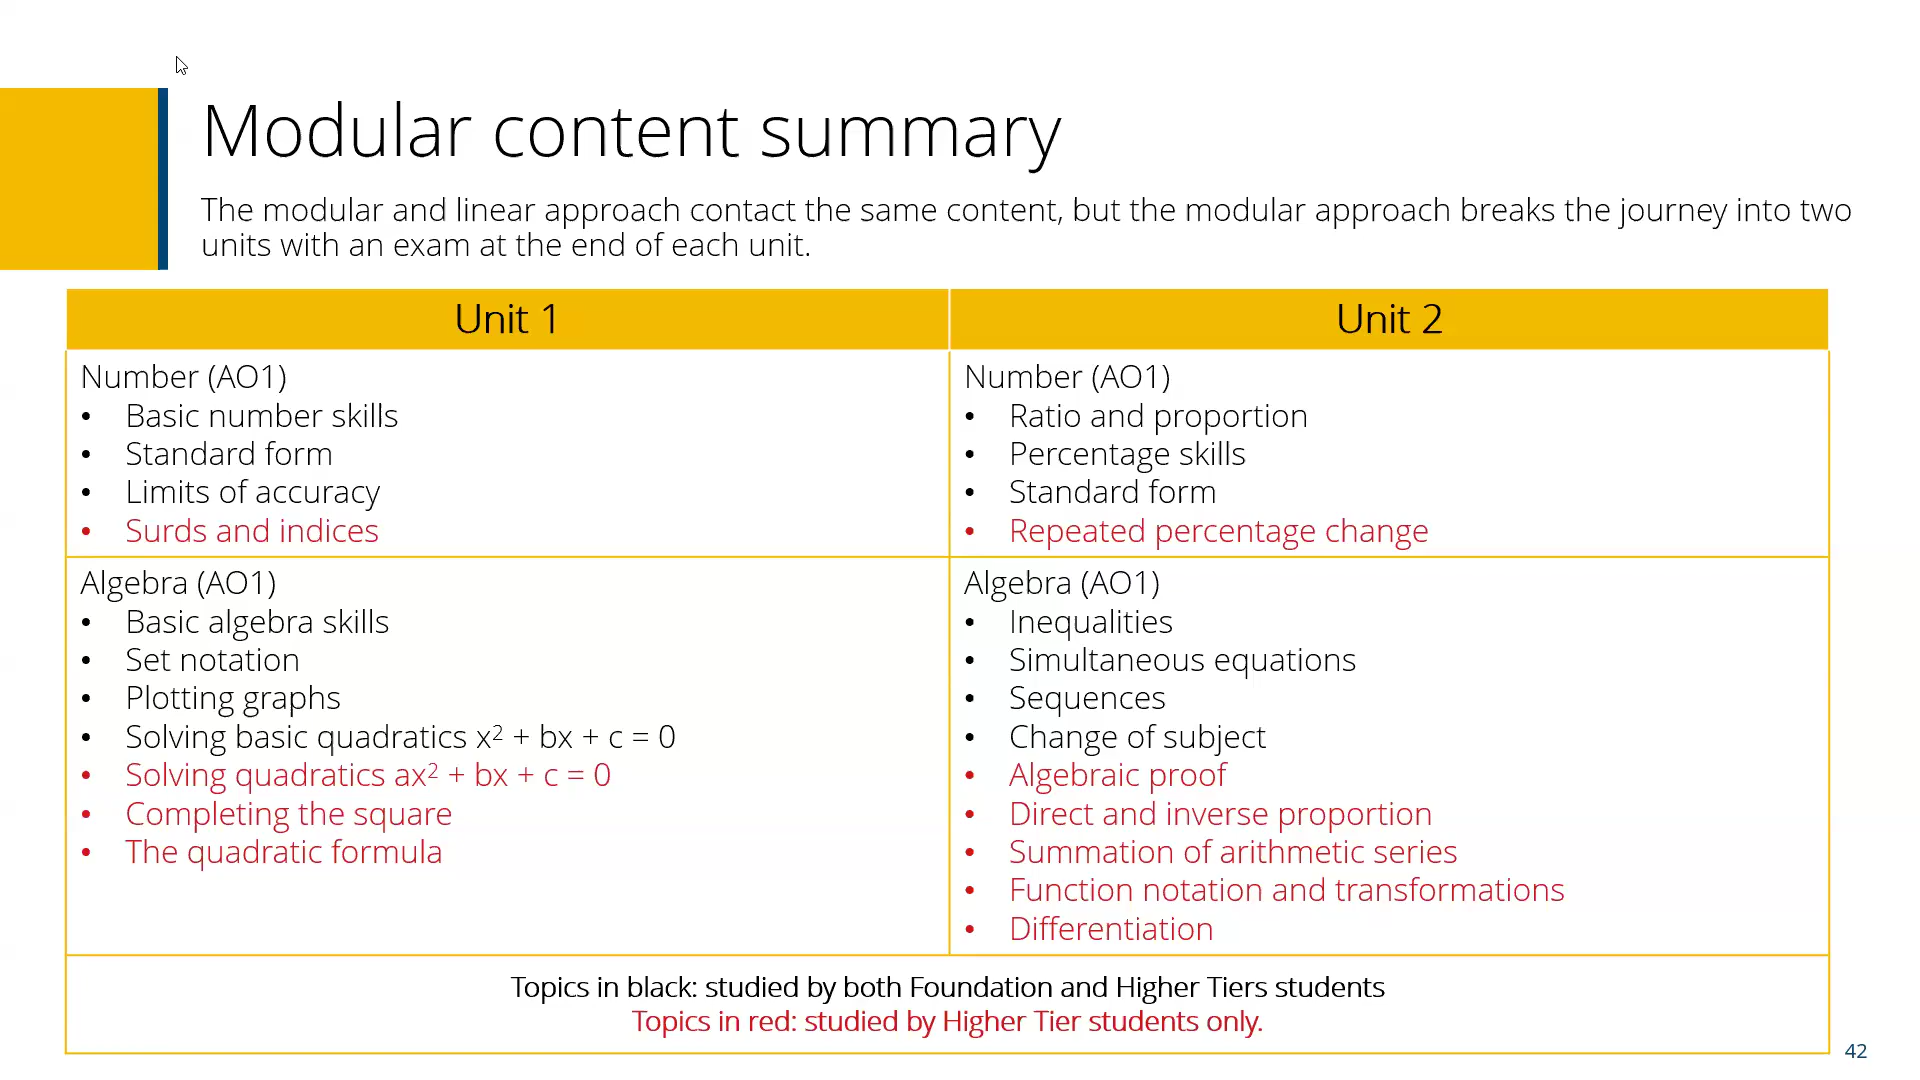 Modular content summary
The modular and linear approach contact the same content, but the modular approach breaks the journey into two
units with an exam at the end of each unit.
Unit 1
Unit 2
Number (AO1)
• Basic number skills
• Standard form
• Limits of accuracy
• Surds and indices
Number (AO1)
• Ratio and proportion
• Percentage skills
• Standard form
• Repeated percentage change
Algebra (AO1)
• Basic algebra skills
• Set notation
• Plotting graphs
• Solving basic quadratics x² + bx + c = 0
• Solving quadratics ax² + bx + c = 0
• Completing the square
• The quadratic formula
Algebra (AO1)
• Inequalities
• Simultaneous equations
• Sequences
• Change of subject
• Algebraic proof
• Direct and inverse proportion
• Summation of arithmetic series
• Function notation and transformations
• Differentiation
Topics in black: studied by both Foundation and Higher Tiers students
Topics in red: studied by Higher Tier students only.
42